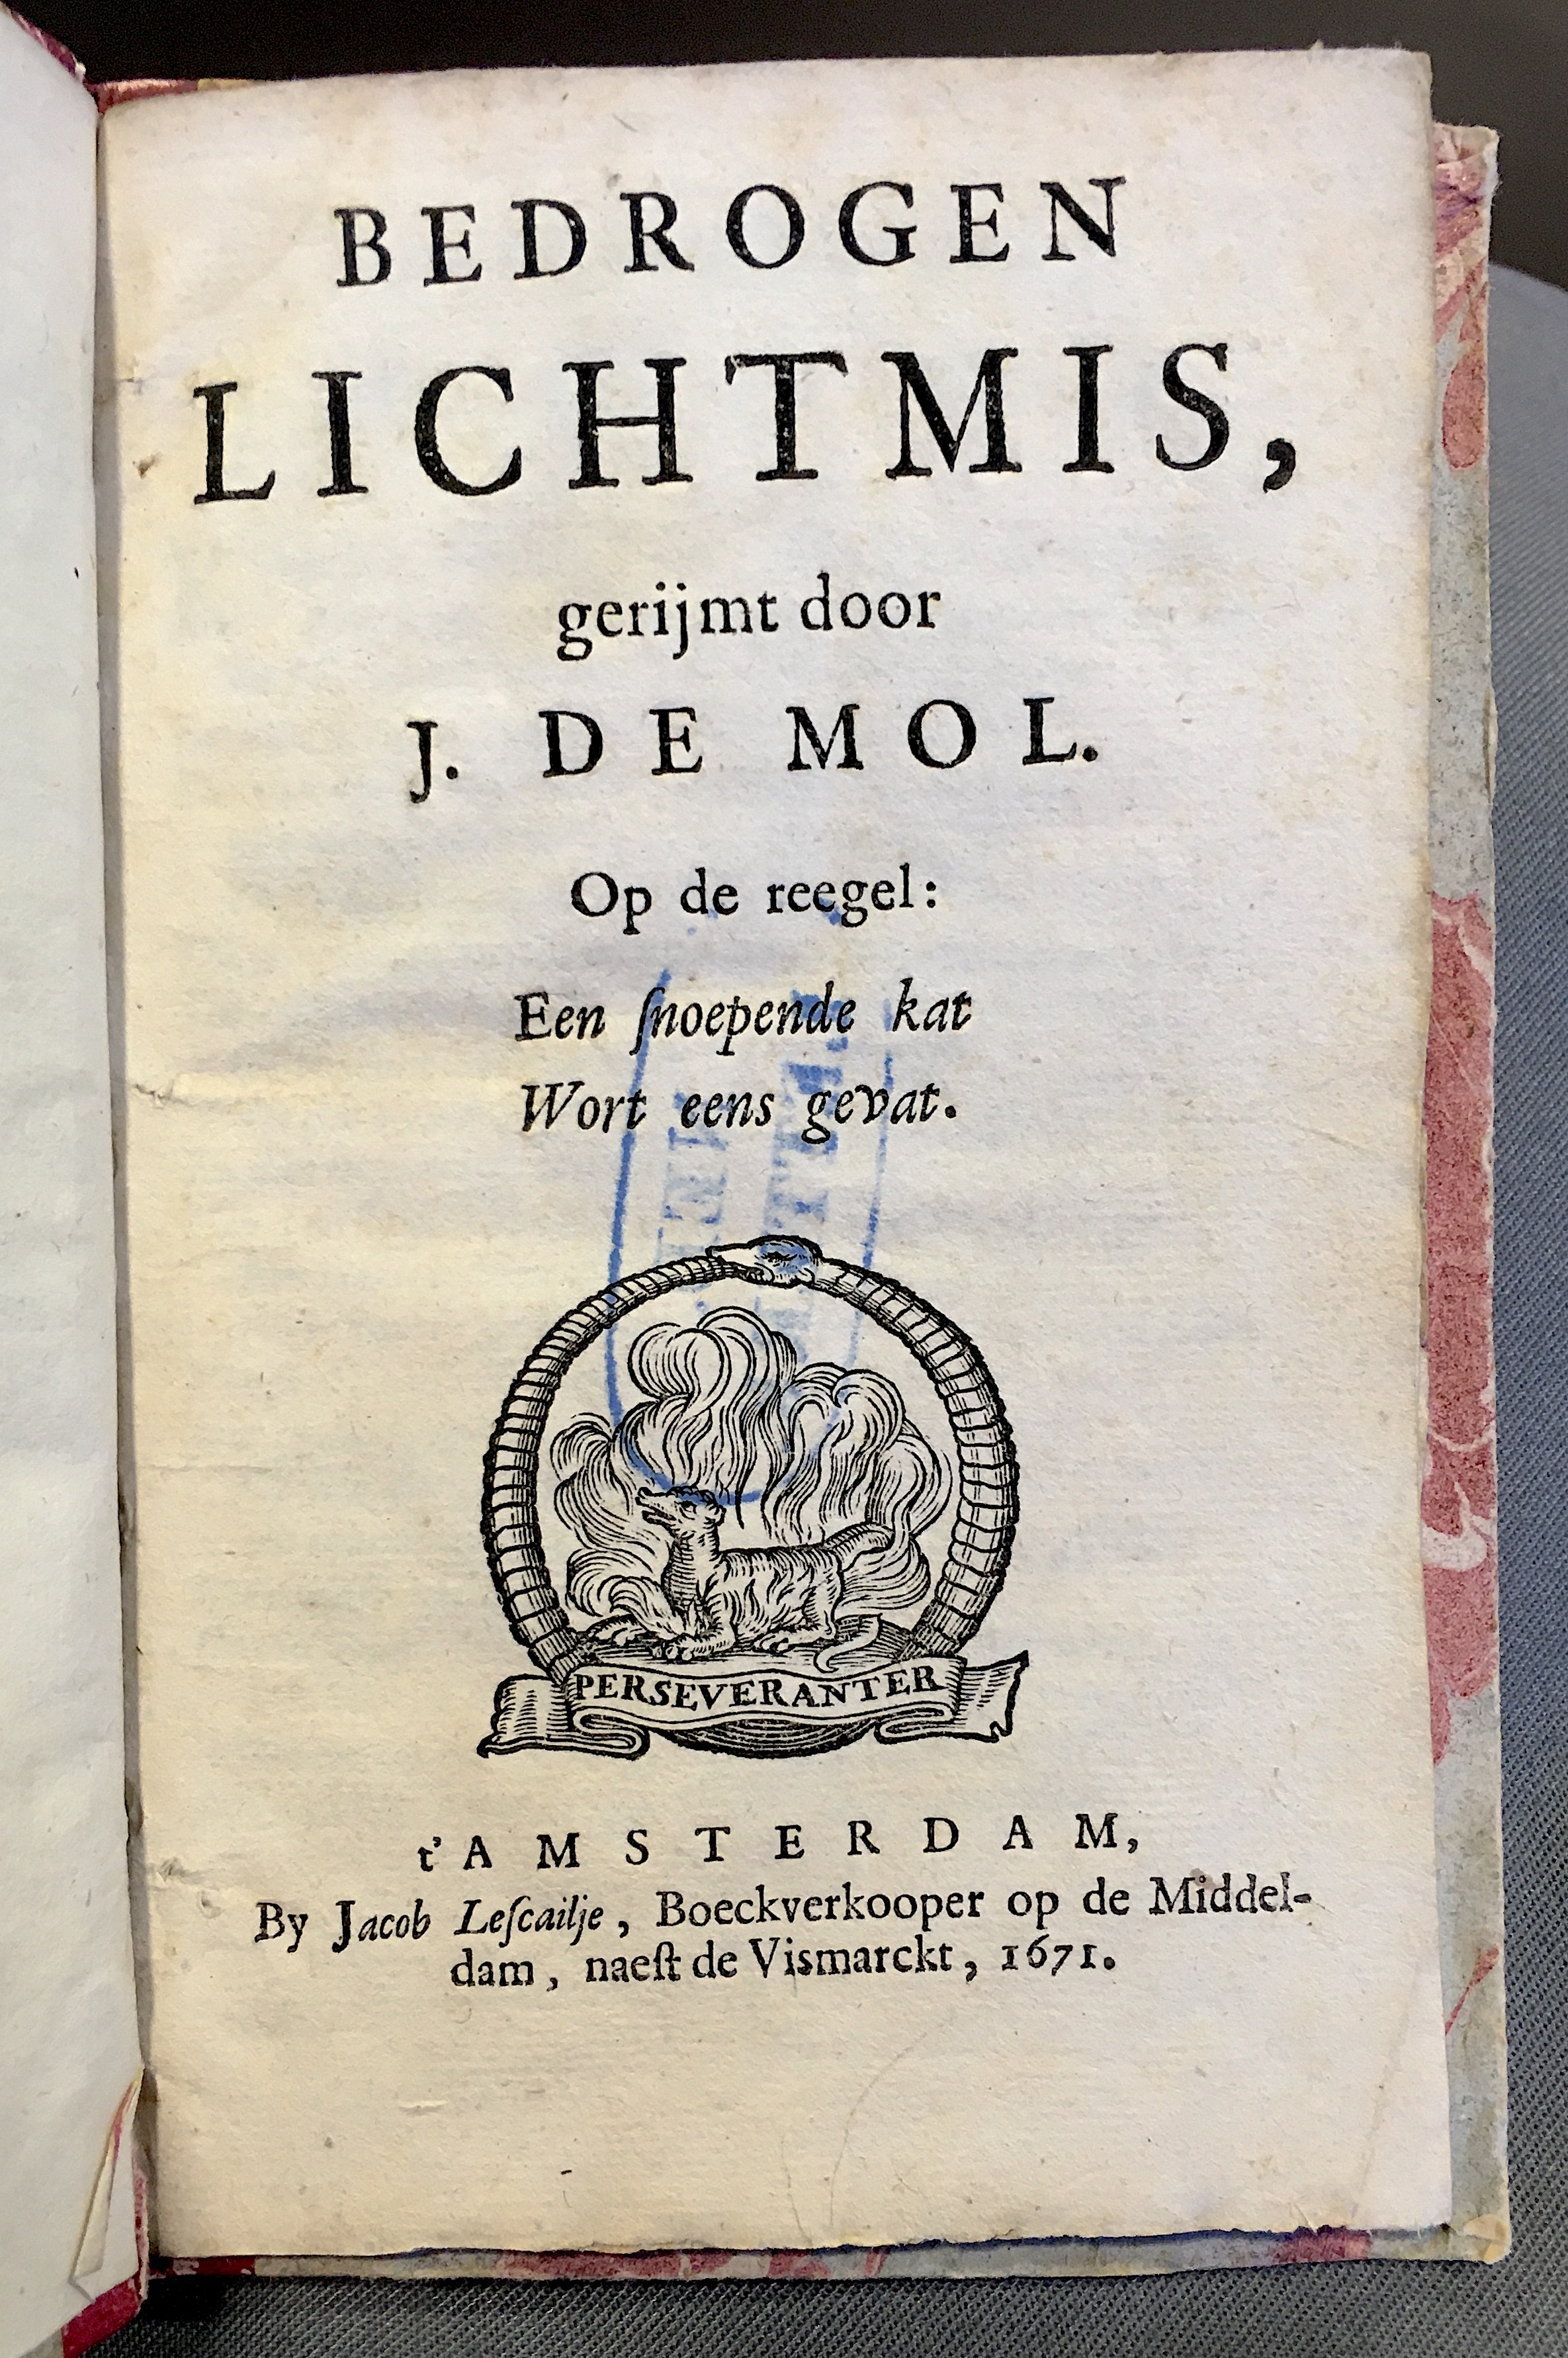 BEDROGEN
LICHTMIS,
gerijmt door
J. DE MOL.
Op de reegel:
Een ſnoepende kat
Wort eens gevat.
PERSEVERANTER
t'AMSTERDAM,
By Jacob Leſcailje, Boeckverkooper op de Middel-
dam, naeſt de Vismarckt, 1671.